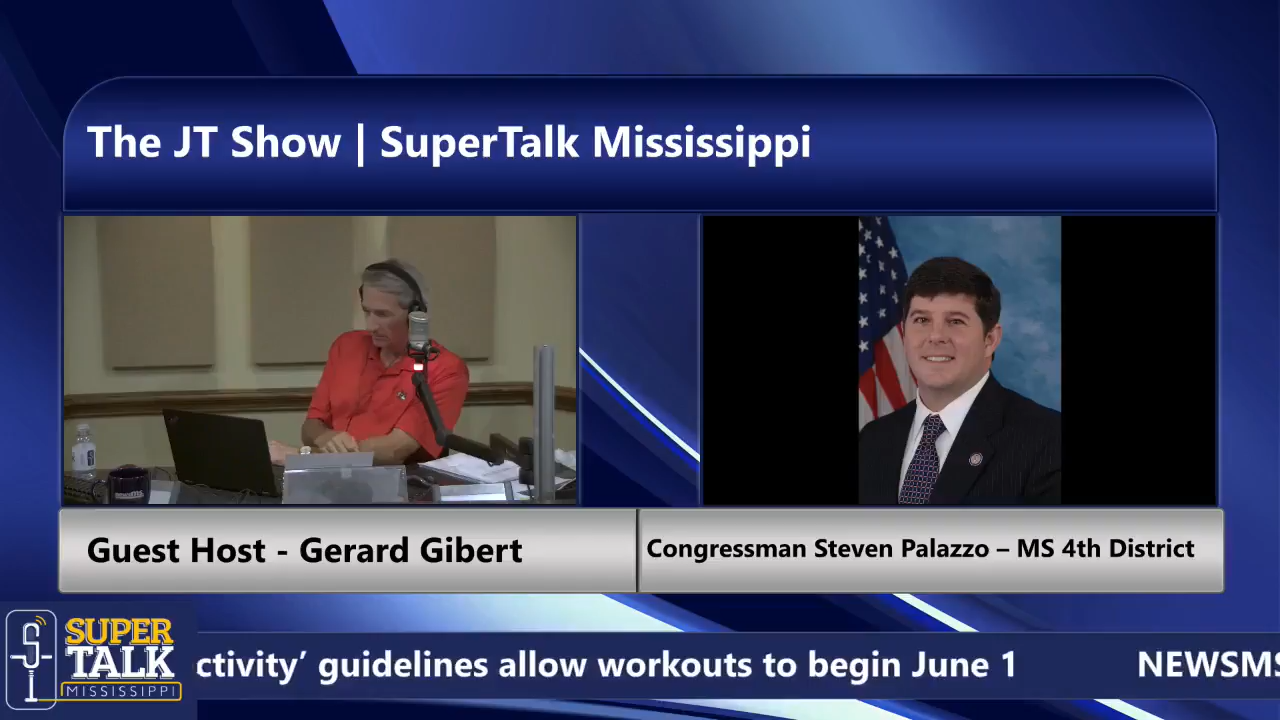 The JT Show | SuperTalk Mississippi
Guest Host - Gerard Gibert
Congressman Steven Palazzo – MS 4th District
SUPER
TALK
MISSISSIPPI
ctivity’ guidelines allow workouts to begin June 1
NEWSMS